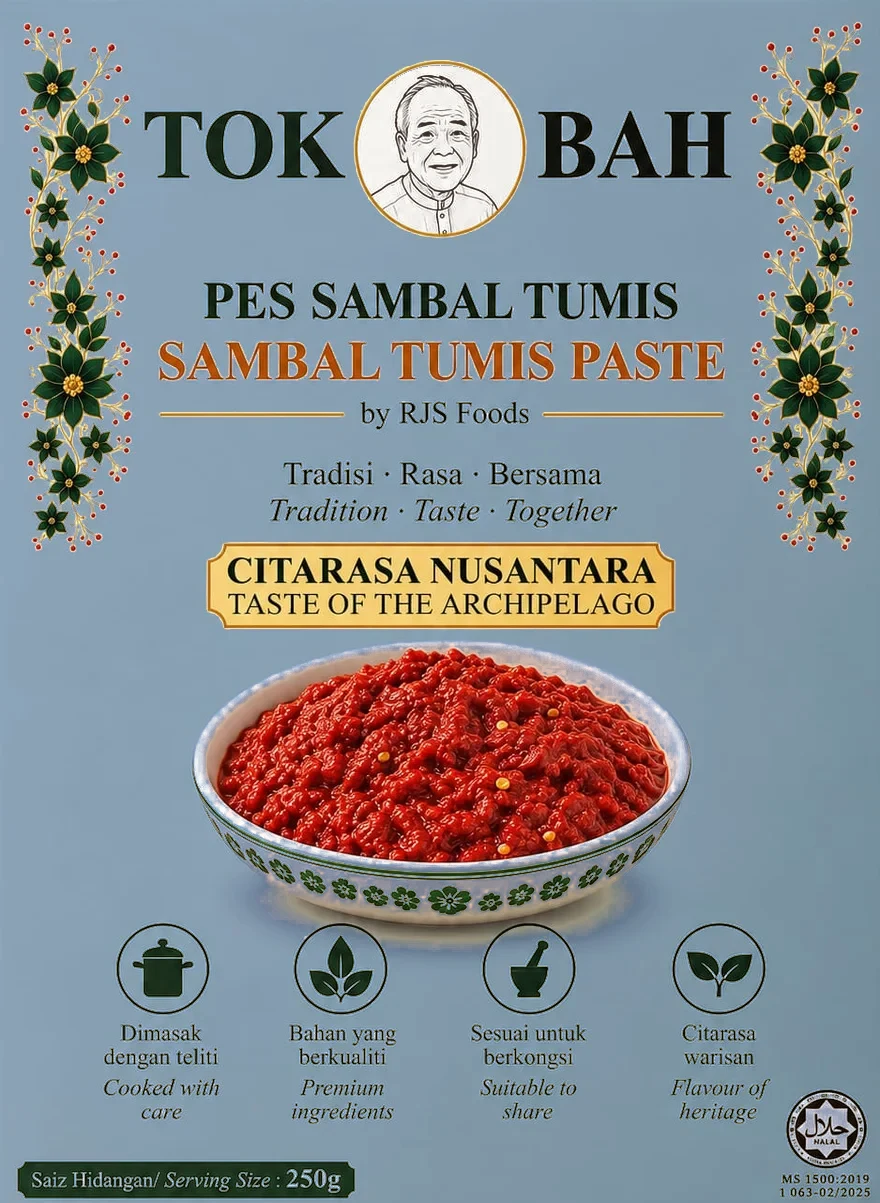 TOK BAH
PES SAMBAL TUMIS
SAMBAL TUMIS PASTE
by RJS Foods
Tradisi · Rasa · Bersama
Tradition · Taste · Together
CITARASA NUSANTARA
TASTE OF THE ARCHIPELAGO
Dimasak
dengan teliti
Cooked with
care
Bahan yang
berkualiti
Premium
ingredients
Sesuai untuk
berkongsi
Suitable to
share
Citarasa
warisan
Flavour of
heritage
حلال
HALAL
MS 1500:2019
1 063-02/2025
Saiz Hidangan/ Serving Size : 250g